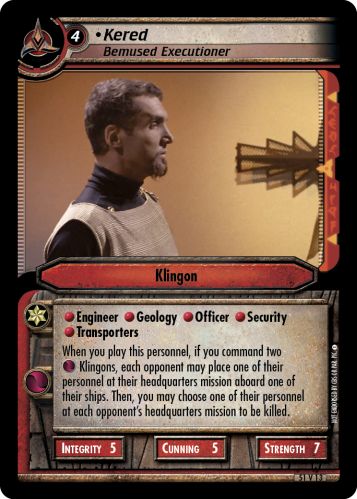 4
•Kered
Bemused Executioner
Klingon
Engineer Geology Officer Security
Transporters
When you play this personnel, if you command two
Klingons, each opponent may place one of their
personnel at their headquarters mission aboard one of
their ships. Then, you may choose one of their personnel
at each opponent's headquarters mission to be killed.
INTEGRITY 5 CUNNING 5 STRENGTH 7
51 V 13